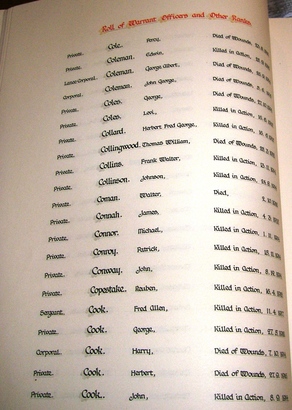 Roll of Warrant Officers and Other Ranks
Private. Cole. Percy, Died of Wounds,
Private. Coleman. Edwin, Killed in Action,
Lance/Corporal. Coleman. George Albert, Died of Wounds,
Corporal. Coleman. John George, Died of Wounds,
Private. Coles. George, Died of Wounds,
Private. Coles. Levi, Killed in Action,
Private. Collard. Herbert Fred George, Killed in Action,
Private. Collingwood. Thomas William, Died of Wounds,
Private. Collins. Frank Walter, Killed in Action,
Private. Collinson. Johnson, Killed in Action,
Private. Coman. Walter, Died,
Private. Connah. James, Killed in Action,
Private. Connor. Michael, Killed in Action,
Private. Conroy. Patrick, Killed in Action,
Private. Conway. John, Killed in Action,
Private. Copestake. Reuben, Killed in Action,
Sergeant. Cook. Fred Allen, Killed in Action,
Private. Cook. George, Killed in Action,
Corporal. Cook. Harry, Died of Wounds,
Private. Cook. Herbert, Died of Wounds,
Private. Cook. John, Killed in Action,